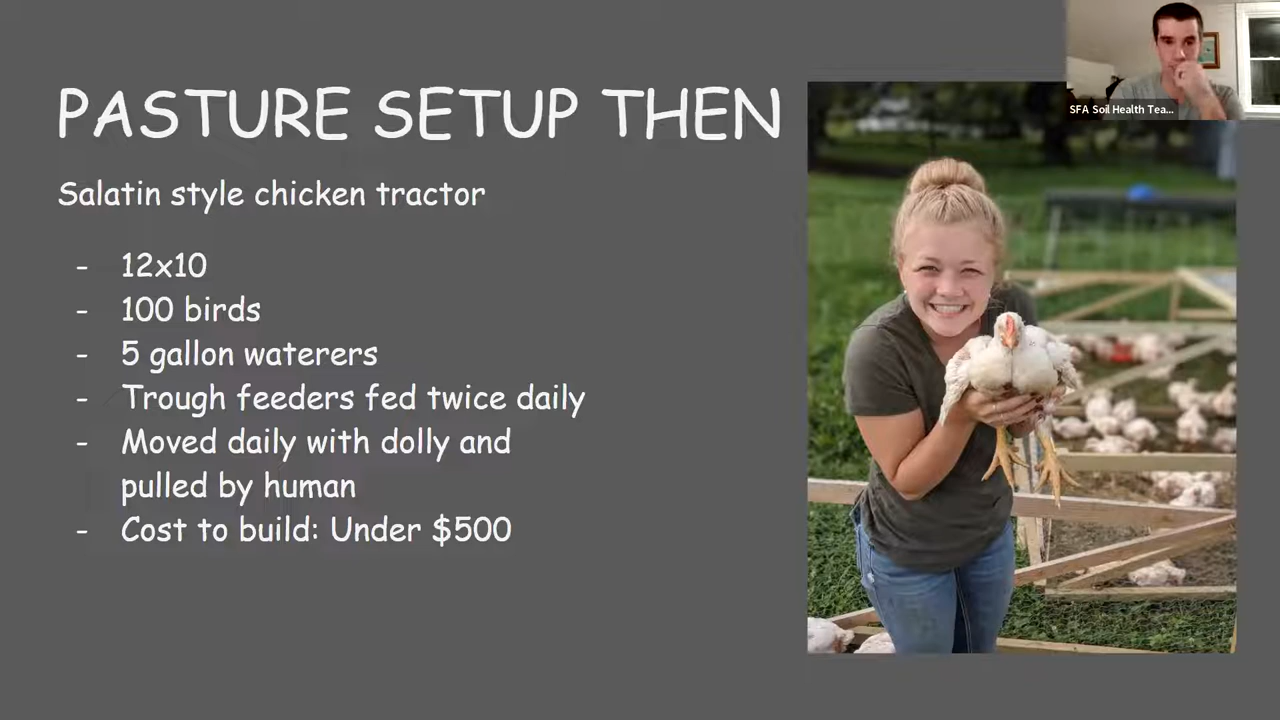 PASTURE SETUP THEN
Salatin style chicken tractor
- 12x10
- 100 birds
- 5 gallon waterers
- Trough feeders fed twice daily
- Moved daily with dolly and
pulled by human
- Cost to build: Under $500
SFA Soil Health Tea...